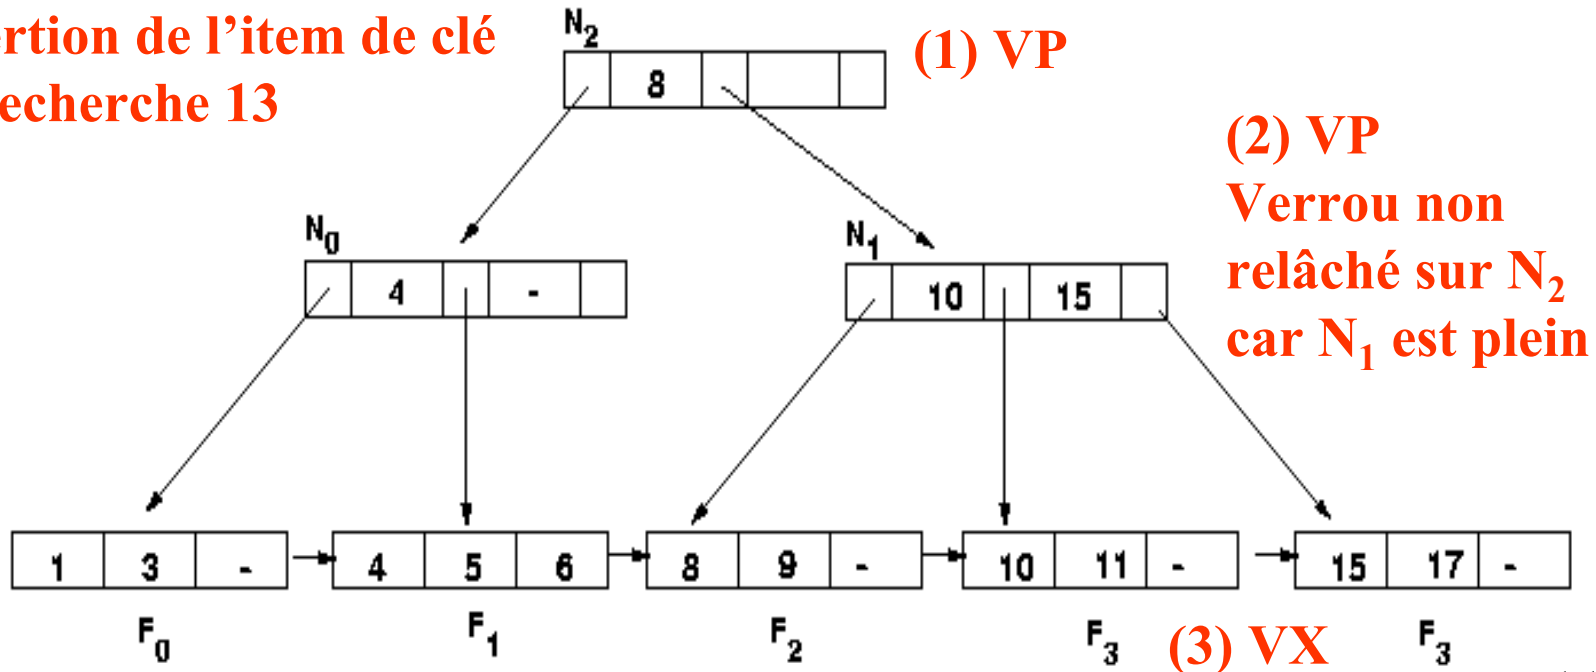 ertion de l’item de clé
echerche 13
N2
(1) VP
8
(2) VP
Verrou non
relâché sur N2
car N1 est plein
N0
4 -
N1
10 15
1 3 -
4 5 6
8 9 -
10 11 -
15 17 -
F0
F1
F2
F3
(3) VX
F3